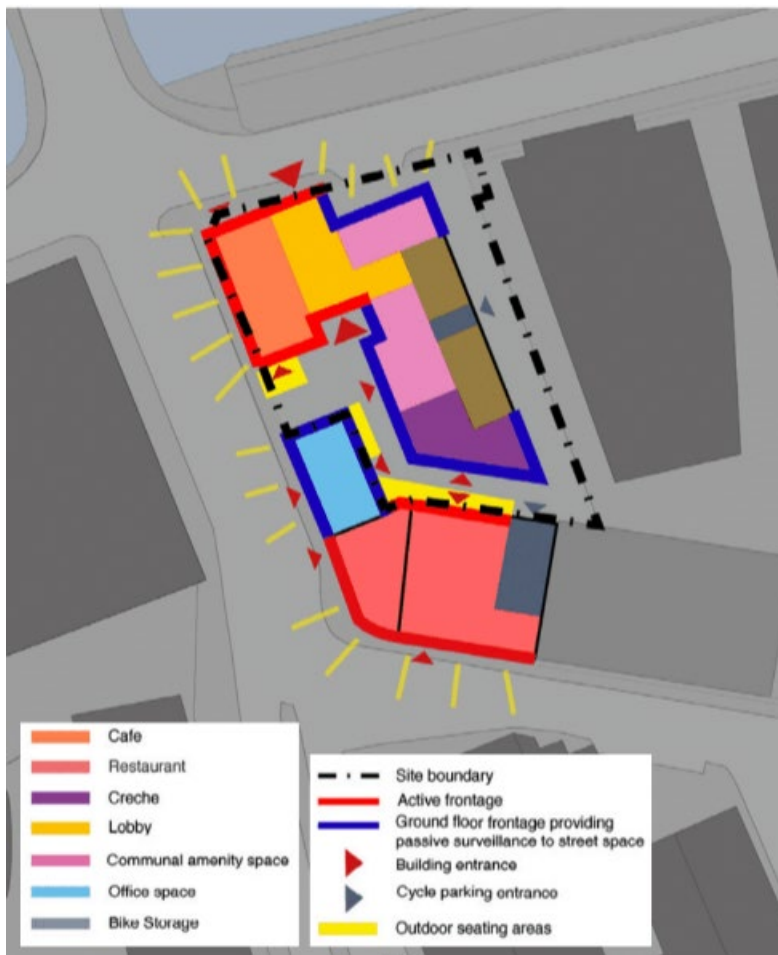 Cafe
Restaurant
Creche
Lobby
Communal amenity space
Office space
Bike Storage
Site boundary
Active frontage
Ground floor frontage providing
passive surveillance to street space
Building entrance
Cycle parking entrance
Outdoor seating areas